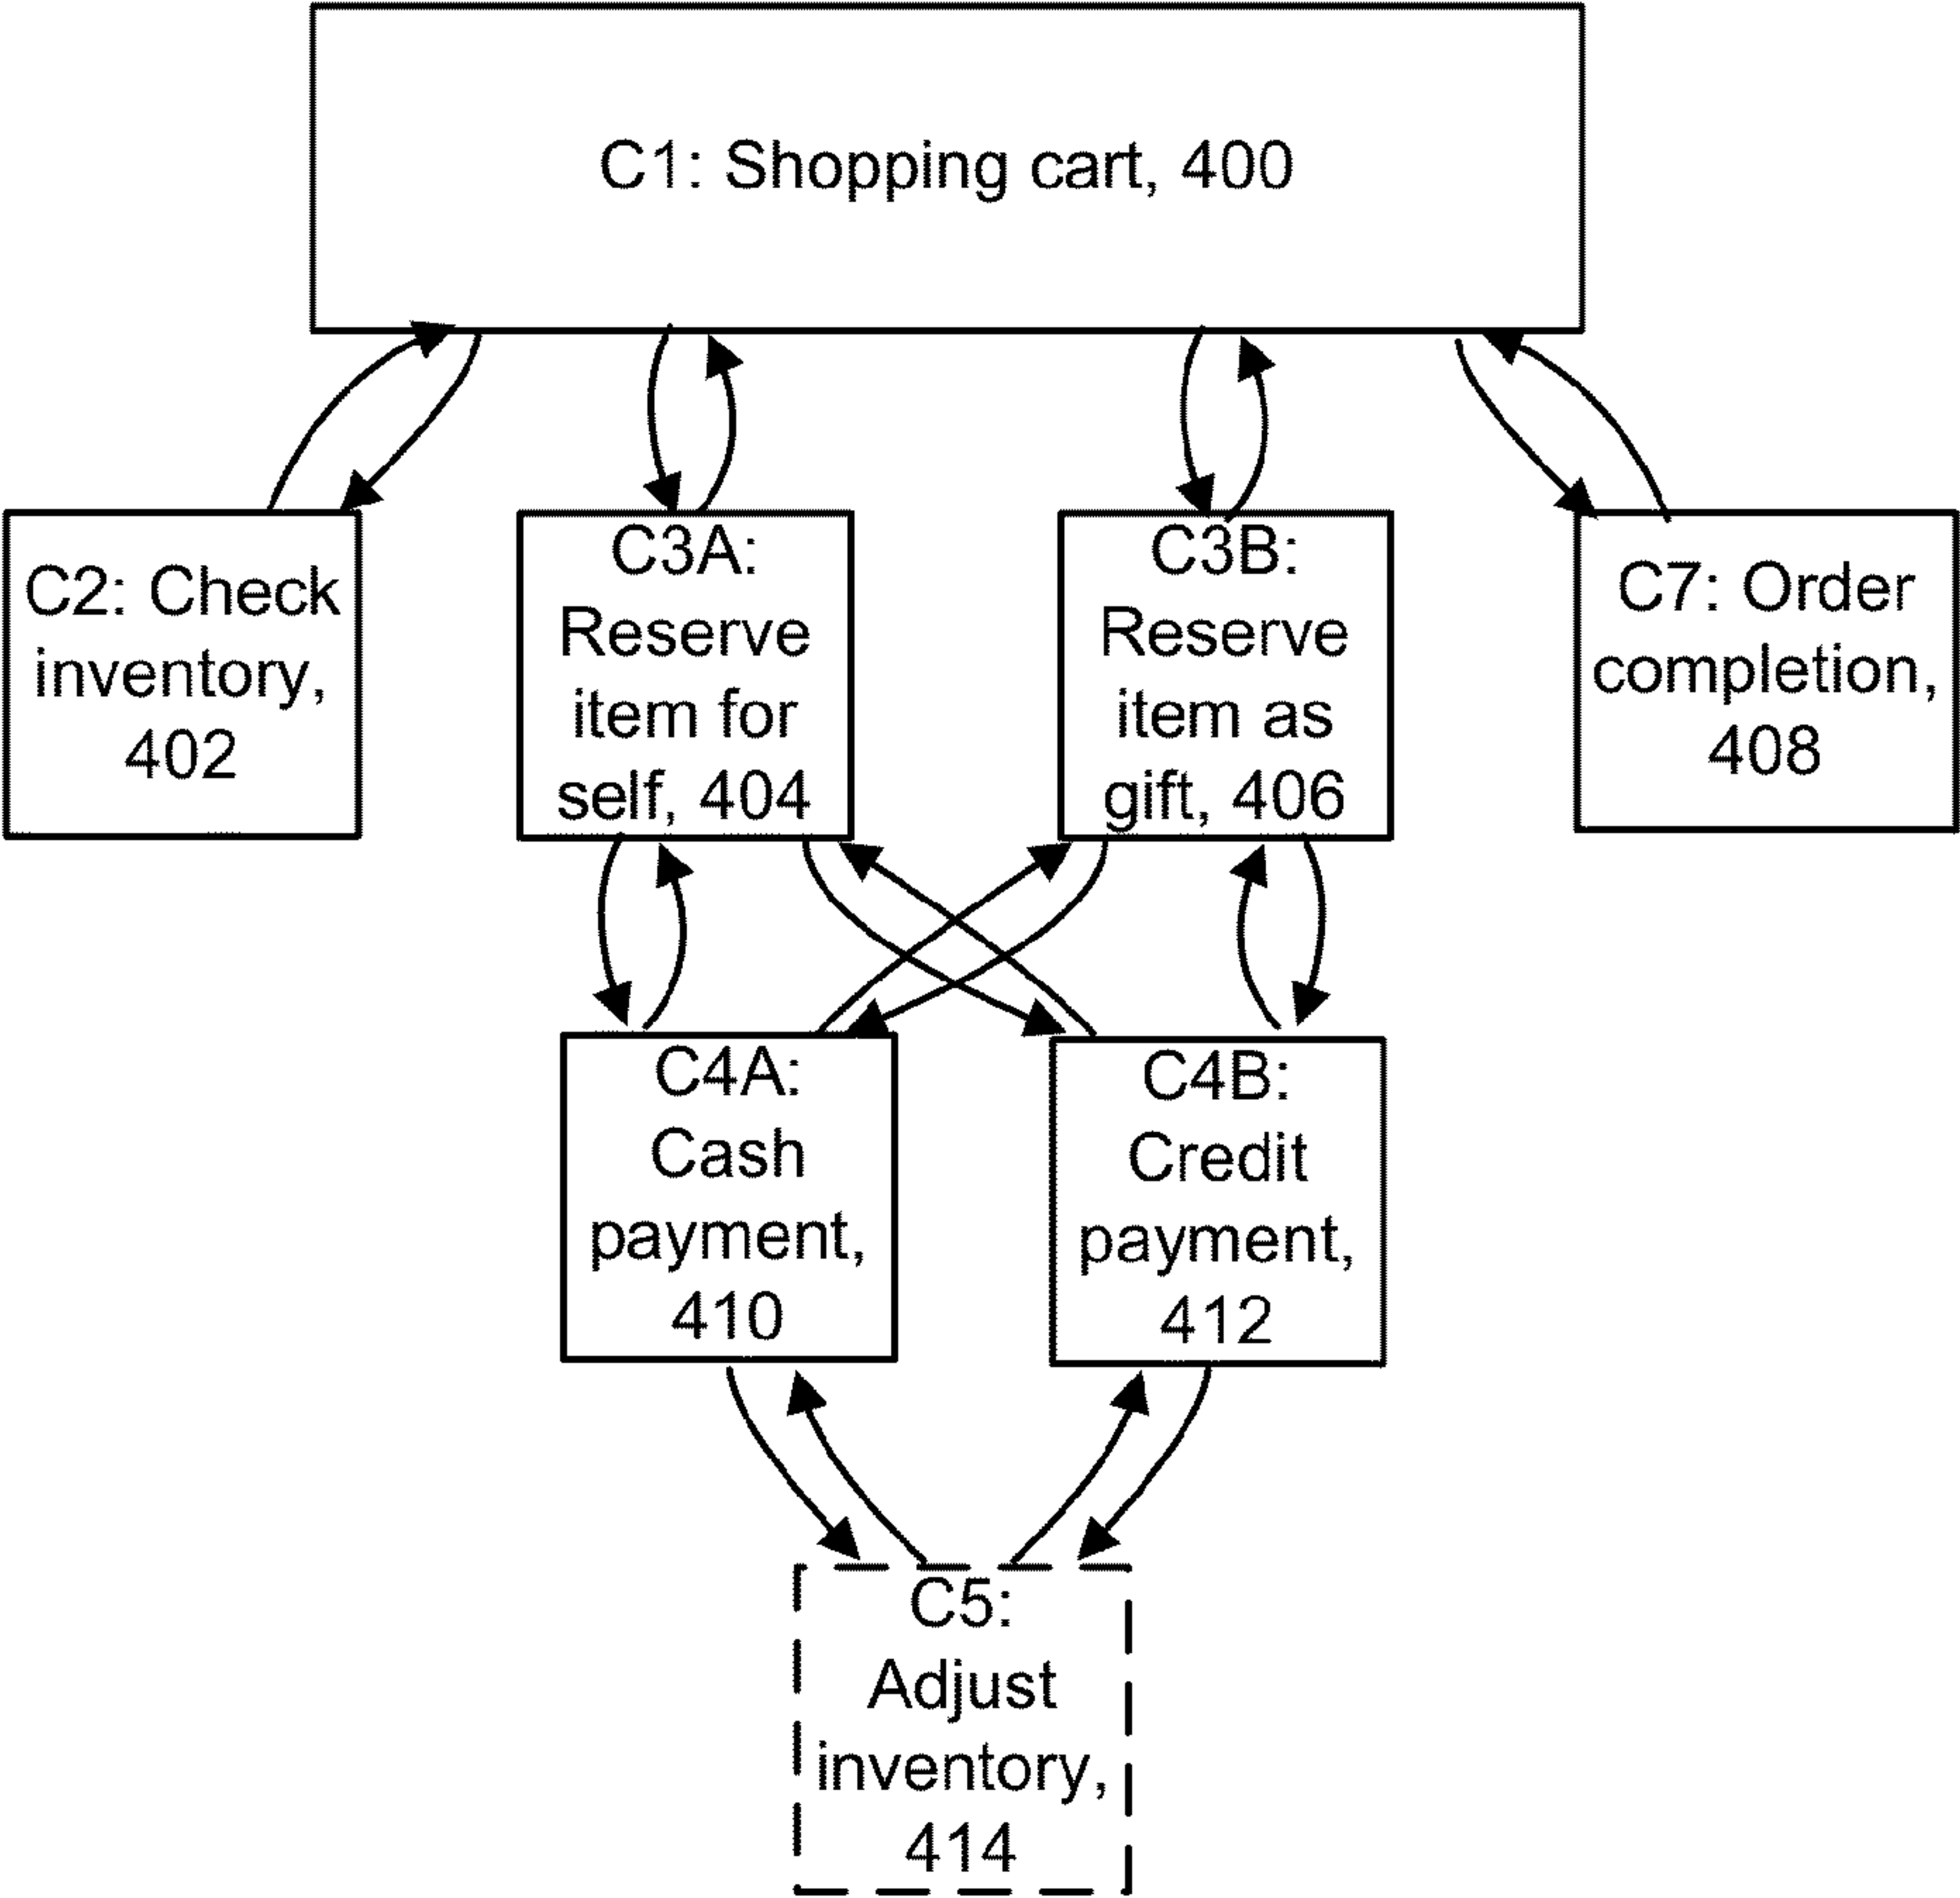 C1: Shopping cart, 400
C2: Check
inventory,
402
C3A:
Reserve
item for
self, 404
C3B:
Reserve
item as
gift, 406
C7: Order
completion,
408
C4A:
Cash
payment,
410
C4B:
Credit
payment,
412
C5:
Adjust
inventory,
414